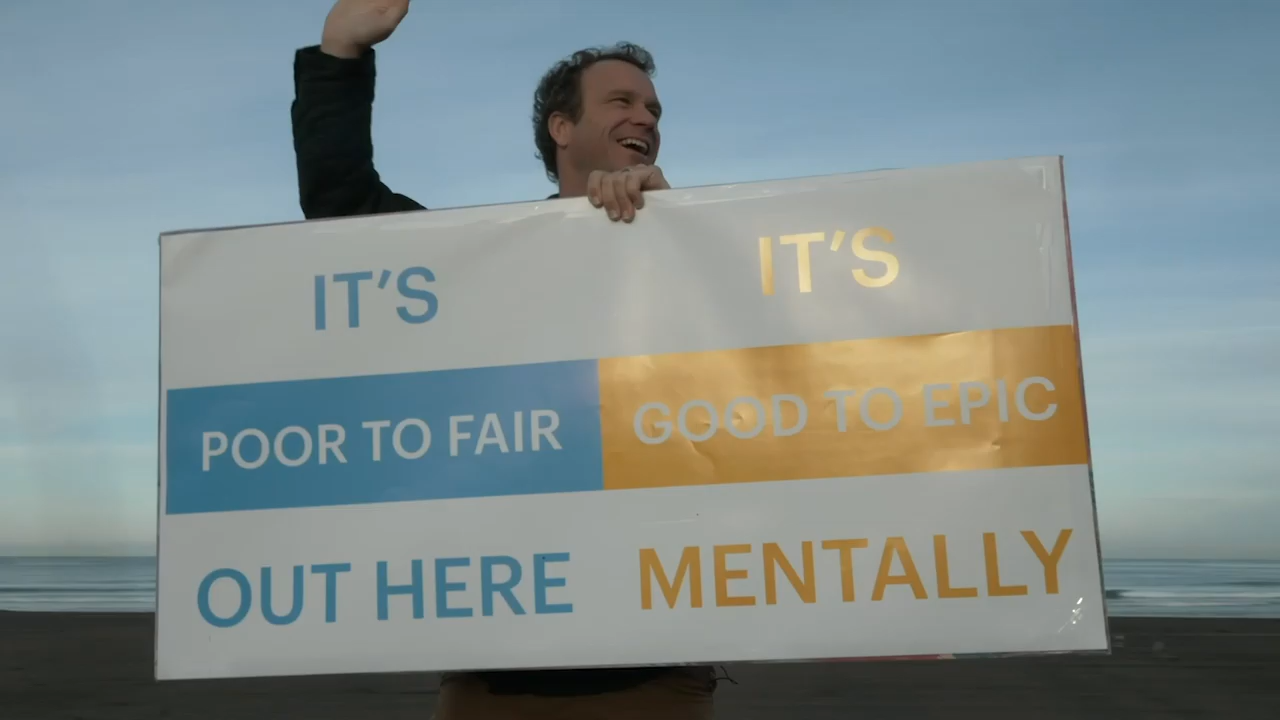 IT'S
POOR TO FAIR
OUT HERE
IT'S
GOOD TO EPIC
MENTALLY